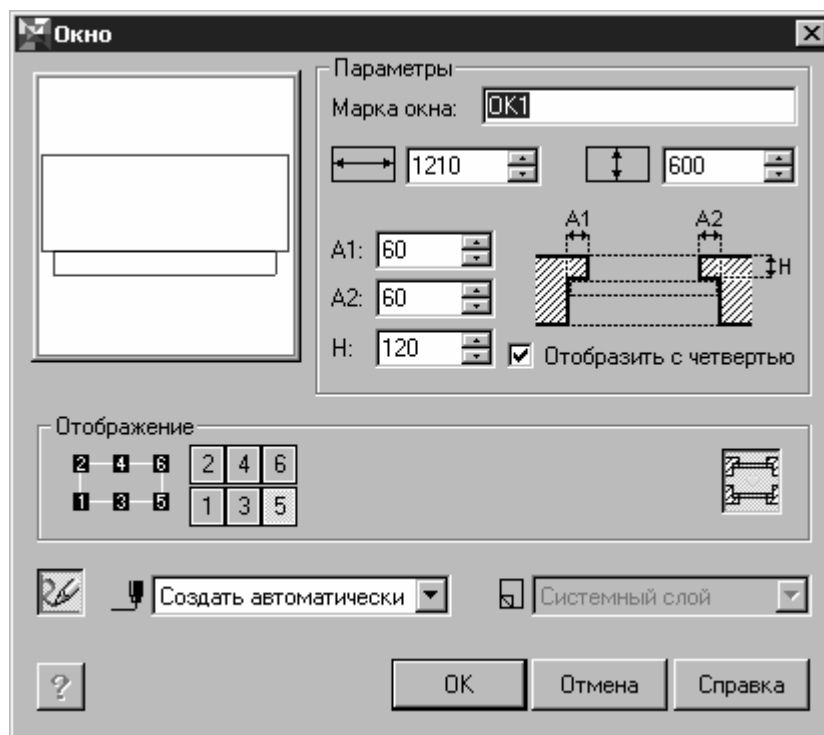 Окно
Параметры
Марка окна: ОК1
1210 600
A1 A2
A1: 60
H
A2: 60
H: 120 Отобразить с четвертью
Отображение
2 4 6 2 4 6
1 3 5 1 3 5
Создать автоматически Системный слой
? OK Отмена Справка